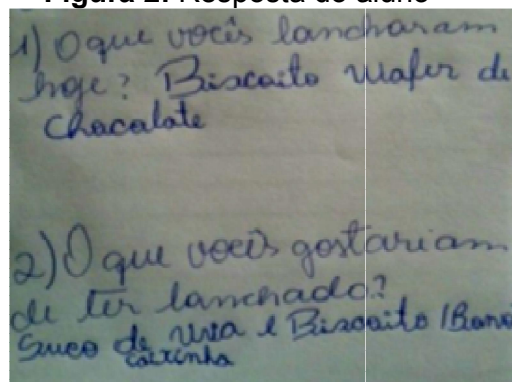 Figura 2: Resposta do aluno
1) O que vocês lancharam
hoje? Biscoito wafer de
chacalate
2) O que vocês gostariam
de ter lanchado?
Suco de uva e Biscoito /
coxinha